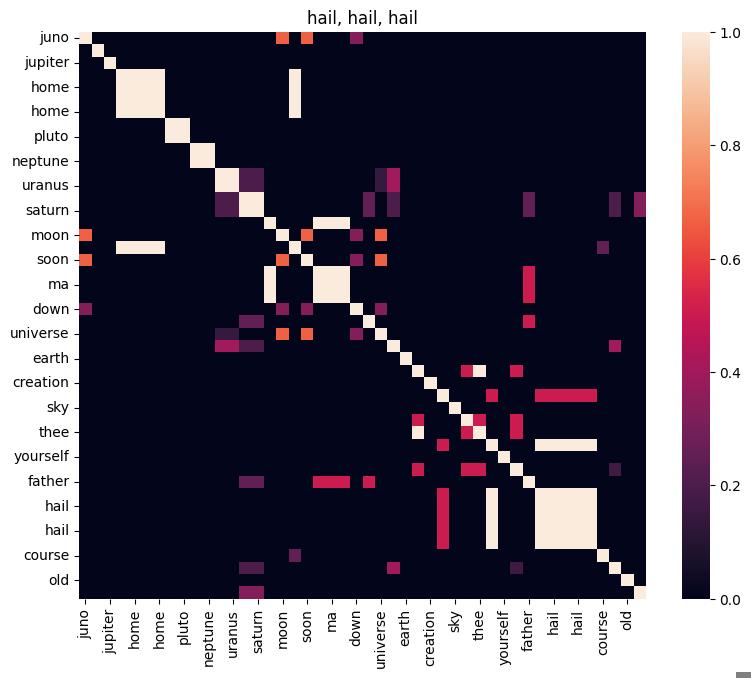 hail, hail, hail
juno
jupiter
home
home
pluto
neptune
uranus
saturn
moon
soon
ma
down
universe
earth
creation
sky
thee
yourself
father
hail
hail
course
old
juno
jupiter
home
home
pluto
neptune
uranus
saturn
moon
soon
ma
down
universe
earth
creation
sky
thee
yourself
father
hail
hail
course
old
1.0
0.8
0.6
0.4
0.2
0.0